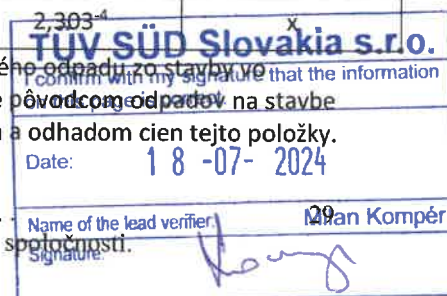 2,303⁻⁴ x
TÜV SÜD Slovakia s.r.o.
ého odpadu zo stavby vo
I confirm with my signature that the information
pôvodcom odpadov na stavbe
a odhadom cien tejto položky.
Date: 18 -07- 2024
29
Name of the lead verifier: Milan Kompér
spoločnosti.
Signature: